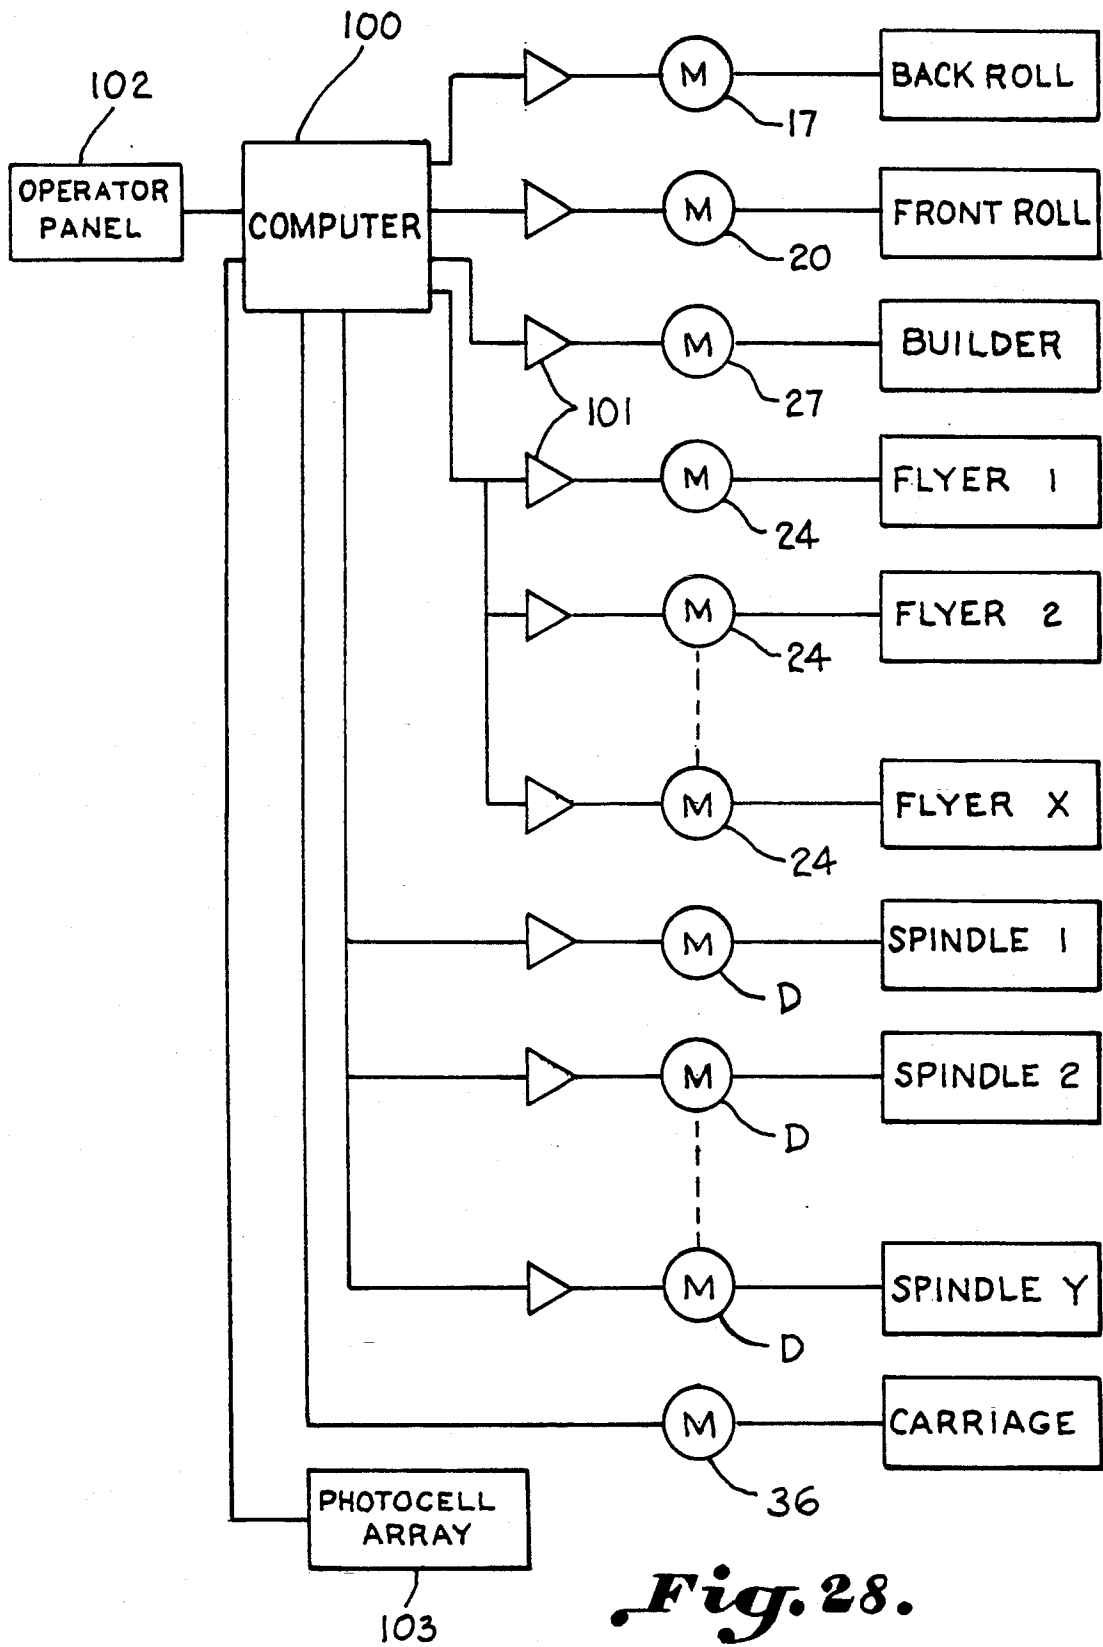 100
102
OPERATOR
PANEL
COMPUTER
M
17
BACK ROLL
M
20
FRONT ROLL
M
27
BUILDER
101
M
24
FLYER 1
M
24
FLYER 2
M
24
FLYER X
M
D
SPINDLE 1
M
D
SPINDLE 2
M
D
SPINDLE Y
M
36
CARRIAGE
PHOTOCELL
ARRAY
103
Fig. 28.